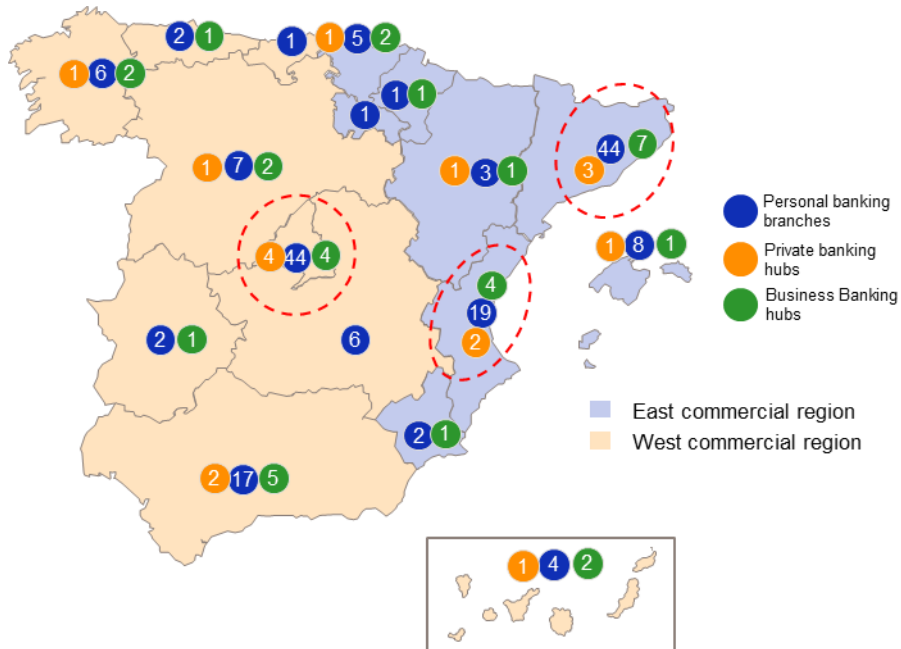 2 1
1
1 5 2
1 6 2
1 1
1
44 7
3
1 7 2
1 3 1
Personal banking
branches
Private banking
hubs
Business Banking
hubs
1 8 1
4 44 4
4
19
2
2 1
6
East commercial region
West commercial region
2 1
2 17 5
1 4 2